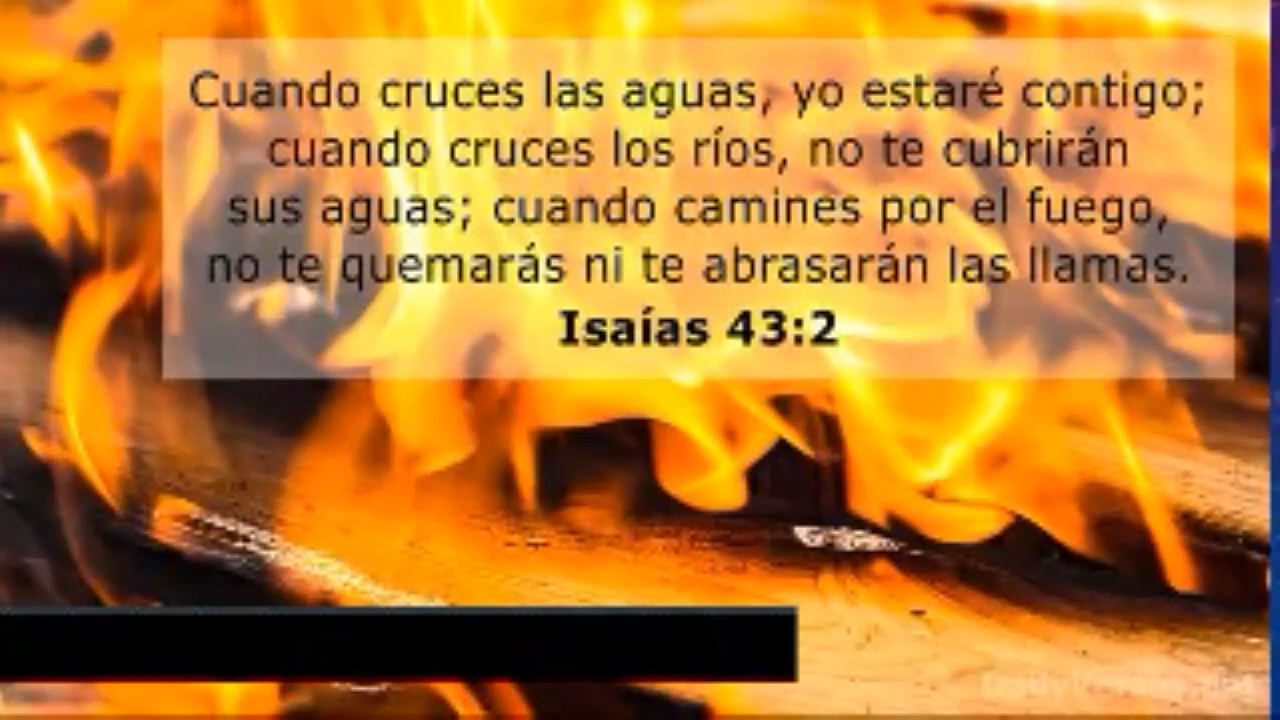 Cuando cruces las aguas, yo estaré contigo;
cuando cruces los ríos, no te cubrirán
sus aguas; cuando camines por el fuego,
no te quemarás ni te abrasarán las llamas.
Isaías 43:2